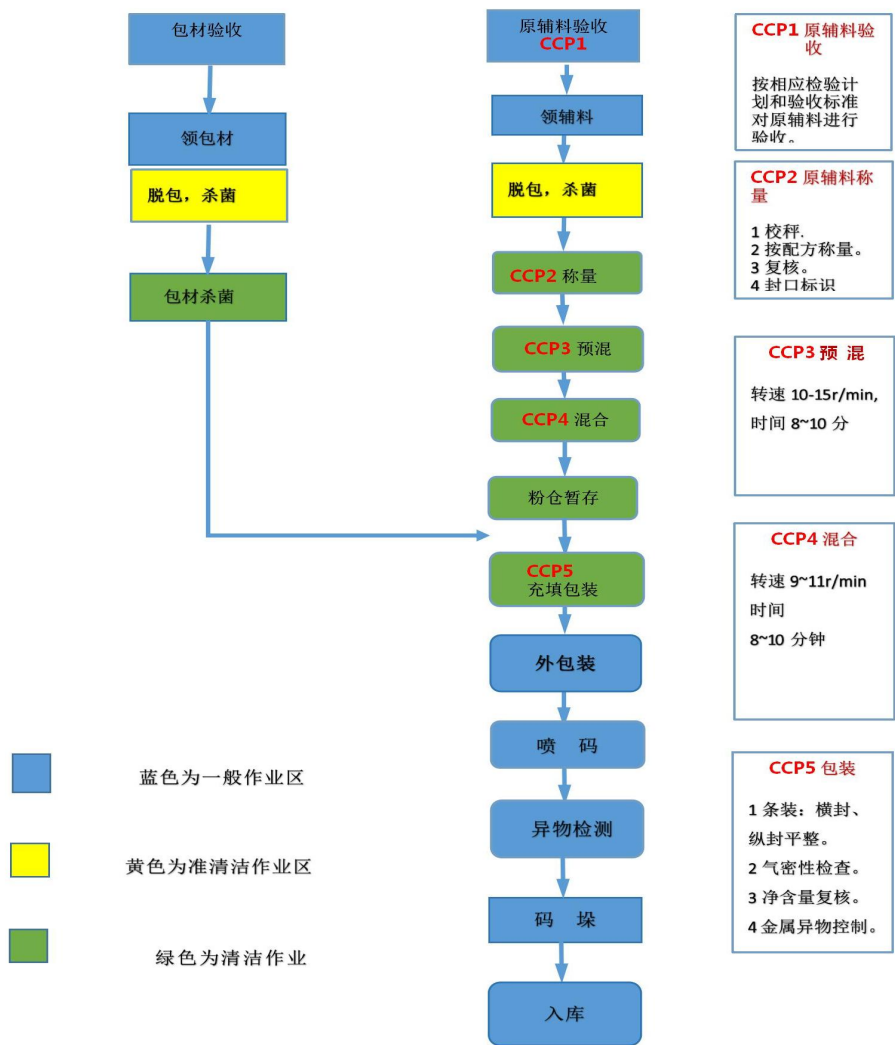 包材验收
领包材
脱包，杀菌
包材杀菌
原辅料验收
CCP1
领辅料
脱包，杀菌
CCP2 称量
CCP3 预混
CCP4 混合
粉仓暂存
CCP5
充填包装
外包装
喷 码
异物检测
码 垛
入库
CCP1 原辅料验
收
按相应检验计
划和验收标准
对原辅料进行
验收。
CCP2 原辅料称
量
1 校秤.
2 按配方称量。
3 复核。
4 封口标识
CCP3 预 混
转速 10-15r/min,
时间 8~10 分
CCP4 混合
转速 9~11r/min
时间
8~10 分钟
CCP5 包装
1 条装：横封、
纵封平整。
2 气密性检查。
3 净含量复核。
4 金属异物控制。
蓝色为一般作业区
黄色为准清洁作业区
绿色为清洁作业